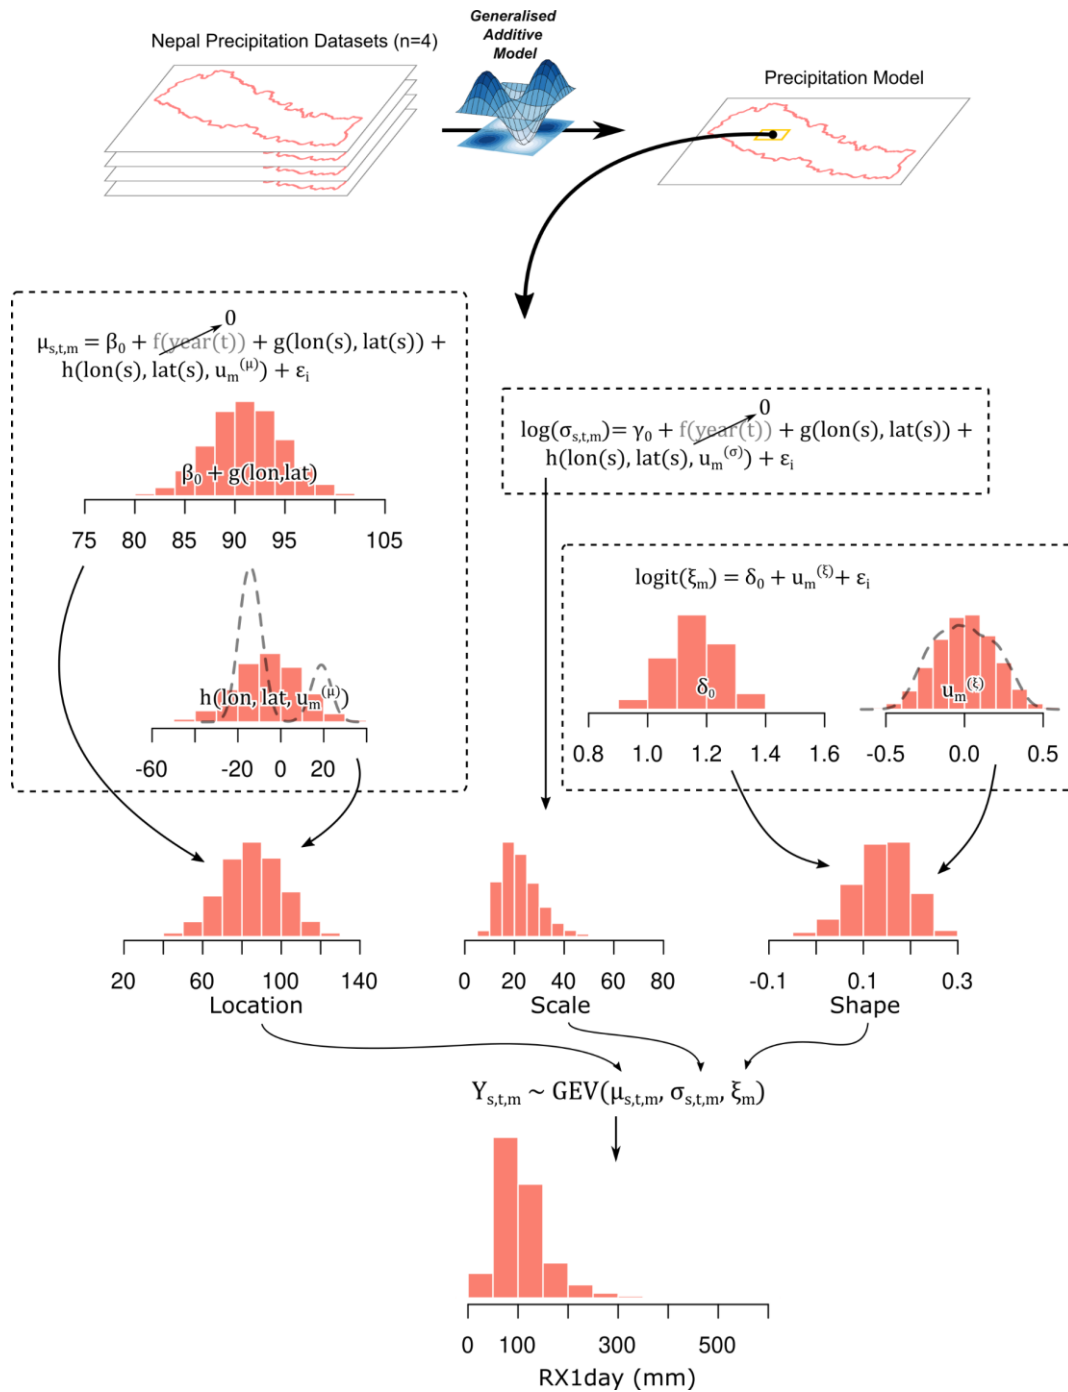 Generalised
Additive
Model
Nepal Precipitation Datasets (n=4)
Precipitation Model
0
μs,t,m = β0 + f(year(t)) + g(lon(s), lat(s)) +
h(lon(s), lat(s), um(μ)) + εi
β0 + g(lon,lat)
75 80 85 90 95 105
h(lon, lat, um(μ))
-60 -20 0 20
0
log(σs,t,m)= γ0 + f(year(t)) + g(lon(s), lat(s)) +
h(lon(s), lat(s), um(σ)) + εi
logit(ξm) = δ0 + um(ξ)+ εi
δ0
0.8 1.0 1.2 1.4 1.6
um(ξ)
-0.5 0.0 0.5
20 60 100 140
Location
0 20 40 60 80
Scale
-0.1 0.1 0.3
Shape
Ys,t,m ~ GEV(μs,t,m, σs,t,m, ξm)
0 100 300 500
RX1day (mm)